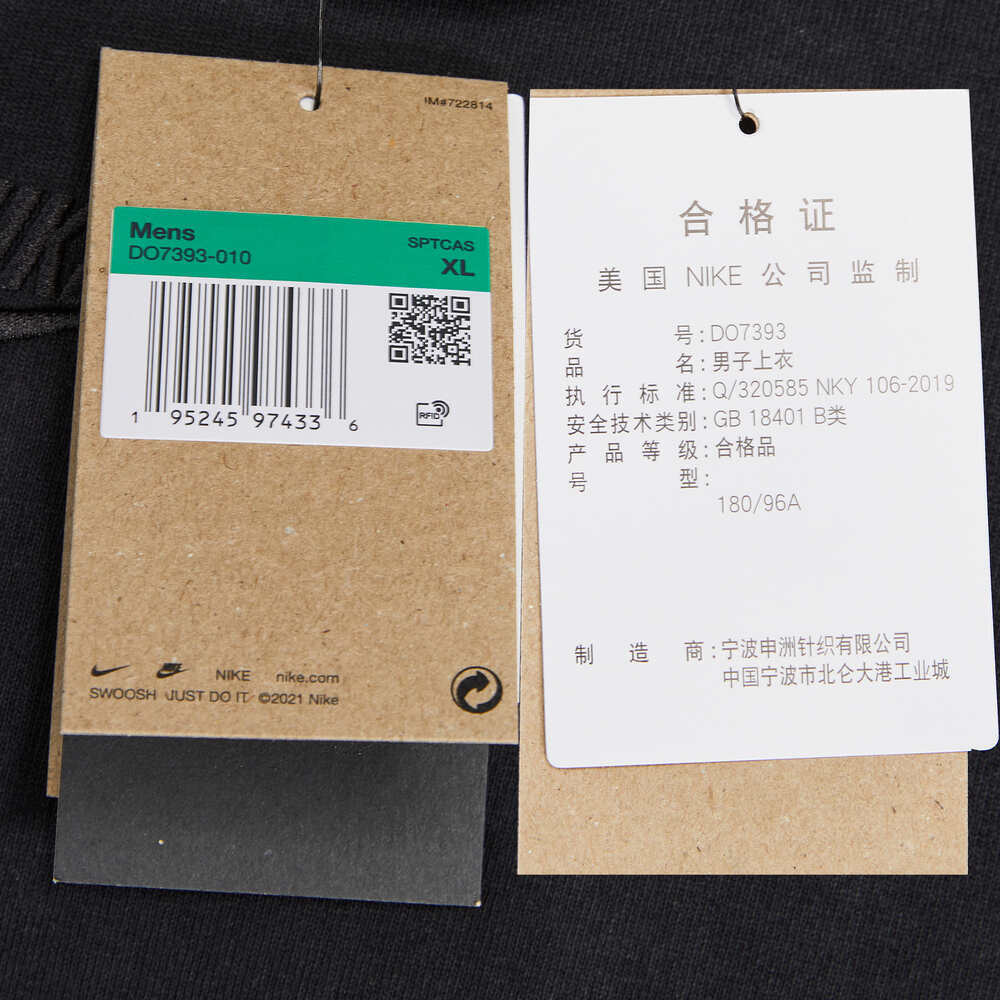 IM#722814
Mens
DO7393-010
SPTCAS
XL
1 95245 97433 6
RFID
NIKE nike.com
SWOOSH JUST DO IT ©2021 Nike
合格证
美国 NIKE 公司监制
货号:DO7393
品名:男子上衣
执行标准:Q/320585 NKY 106-2019
安全技术类别:GB 18401 B类
产品等级:合格品
号型:
180/96A
制造商:宁波申洲针织有限公司
中国宁波市北仑大港工业城